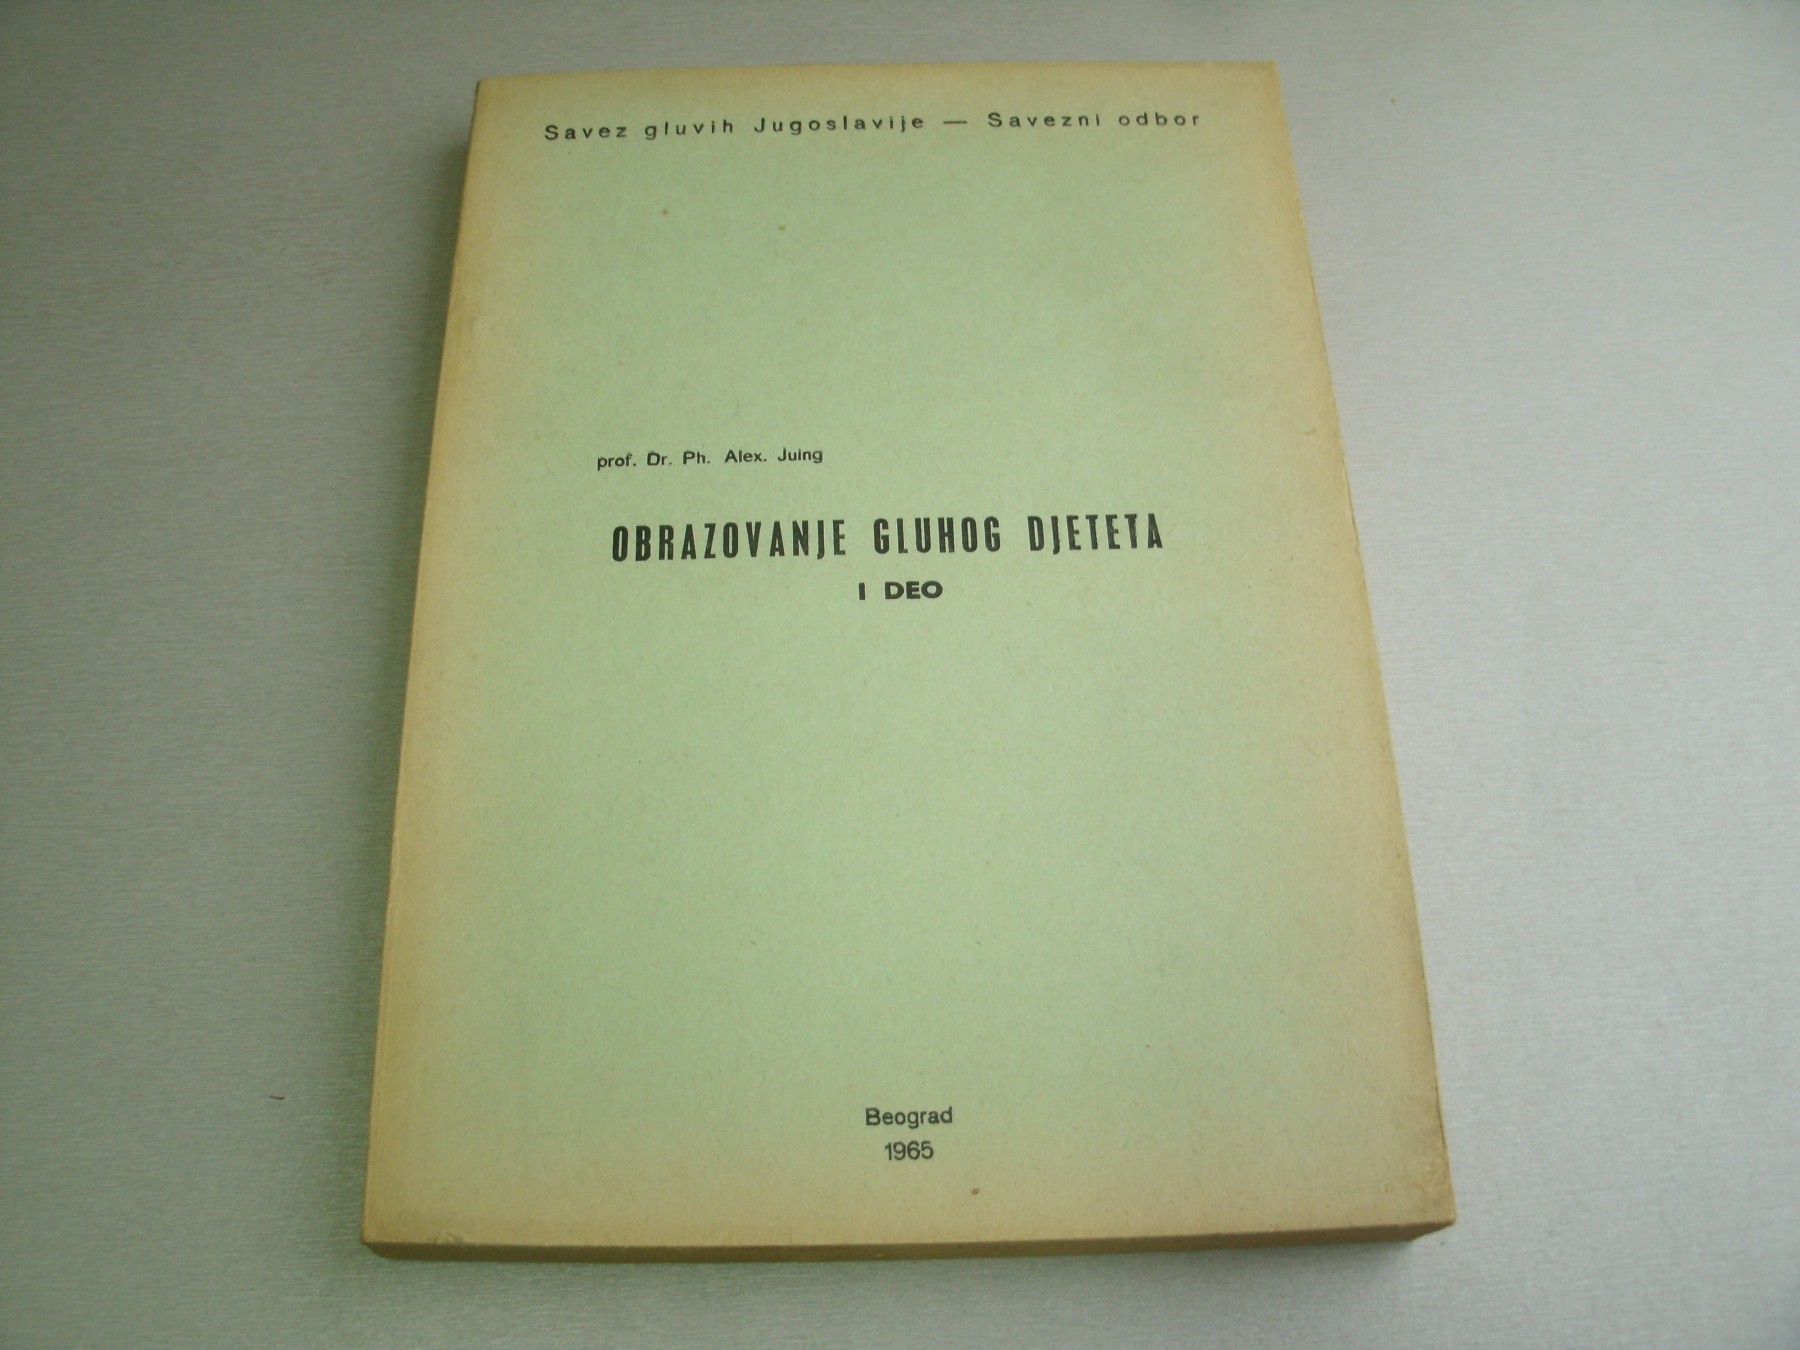 Savez gluvih Jugoslavije — Savezni odbor
prof. Dr. Ph. Alex. Juing
OBRAZOVANJE GLUHOG DJETETA
I DEO
Beograd
1965